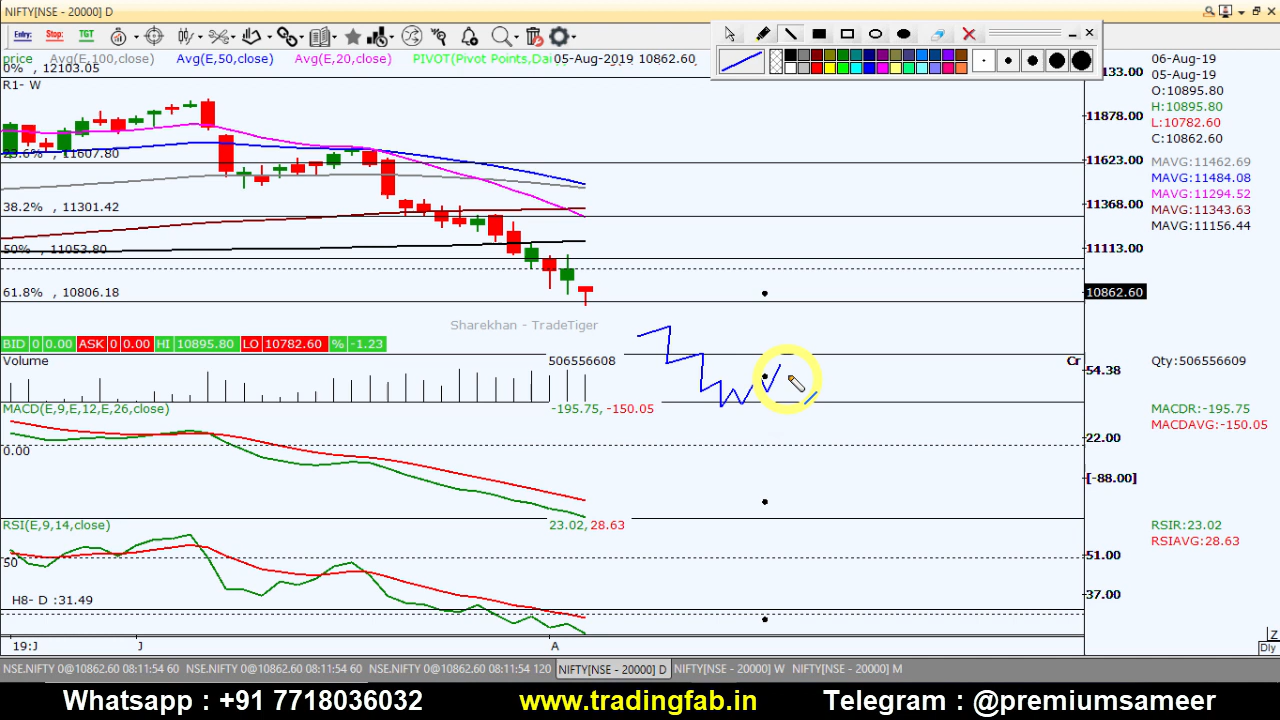 NIFTY[NSE - 20000] D
Entry: Stop: TGT
price Avg(E,100,close) Avg(E,50,close) Avg(E,20,close) PIVOT(Pivot Points,Dai 05-Aug-2019 10862.60
0% , 12103.05
R1- W
23.6% , 11607.80
38.2% , 11301.42
50% , 11053.80
61.8% , 10806.18
11878.00
11623.00
11368.00
11113.00
10862.60
06-Aug-19
05-Aug-19
O:10895.80
H:10895.80
L:10782.60
C:10862.60
MAVG:11462.69
MAVG:11484.08
MAVG:11294.52
MAVG:11343.63
MAVG:11156.44
Sharekhan - TradeTiger
BID 0 0.00 ASK 0 0.00 HI 10895.80 LO 10782.60 % -1.23
Volume 506556608 Cr Qty:506556609
54.38
MACD(E,9,E,12,E,26,close) -195.75, -150.05 MACDR:-195.75
MACDAVG:-150.05
0.00
22.00
[-88.00]
RSI(E,9,14,close) 23.02, 28.63 RSIR:23.02
RSIAVG:28.63
50
51.00
H8- D :31.49
37.00
19:J J A
Z
Dly
NSE.NIFTY 0@10862.60 08:11:54 60 NSE.NIFTY 0@10862.60 08:11:54 60 NSE.NIFTY 0@10862.60 08:11:54 120 NIFTY[NSE - 20000] D NIFTY[NSE - 20000] W NIFTY[NSE - 20000] M
Whatsapp : +91 7718036032 www.tradingfab.in Telegram : @premiumsameer